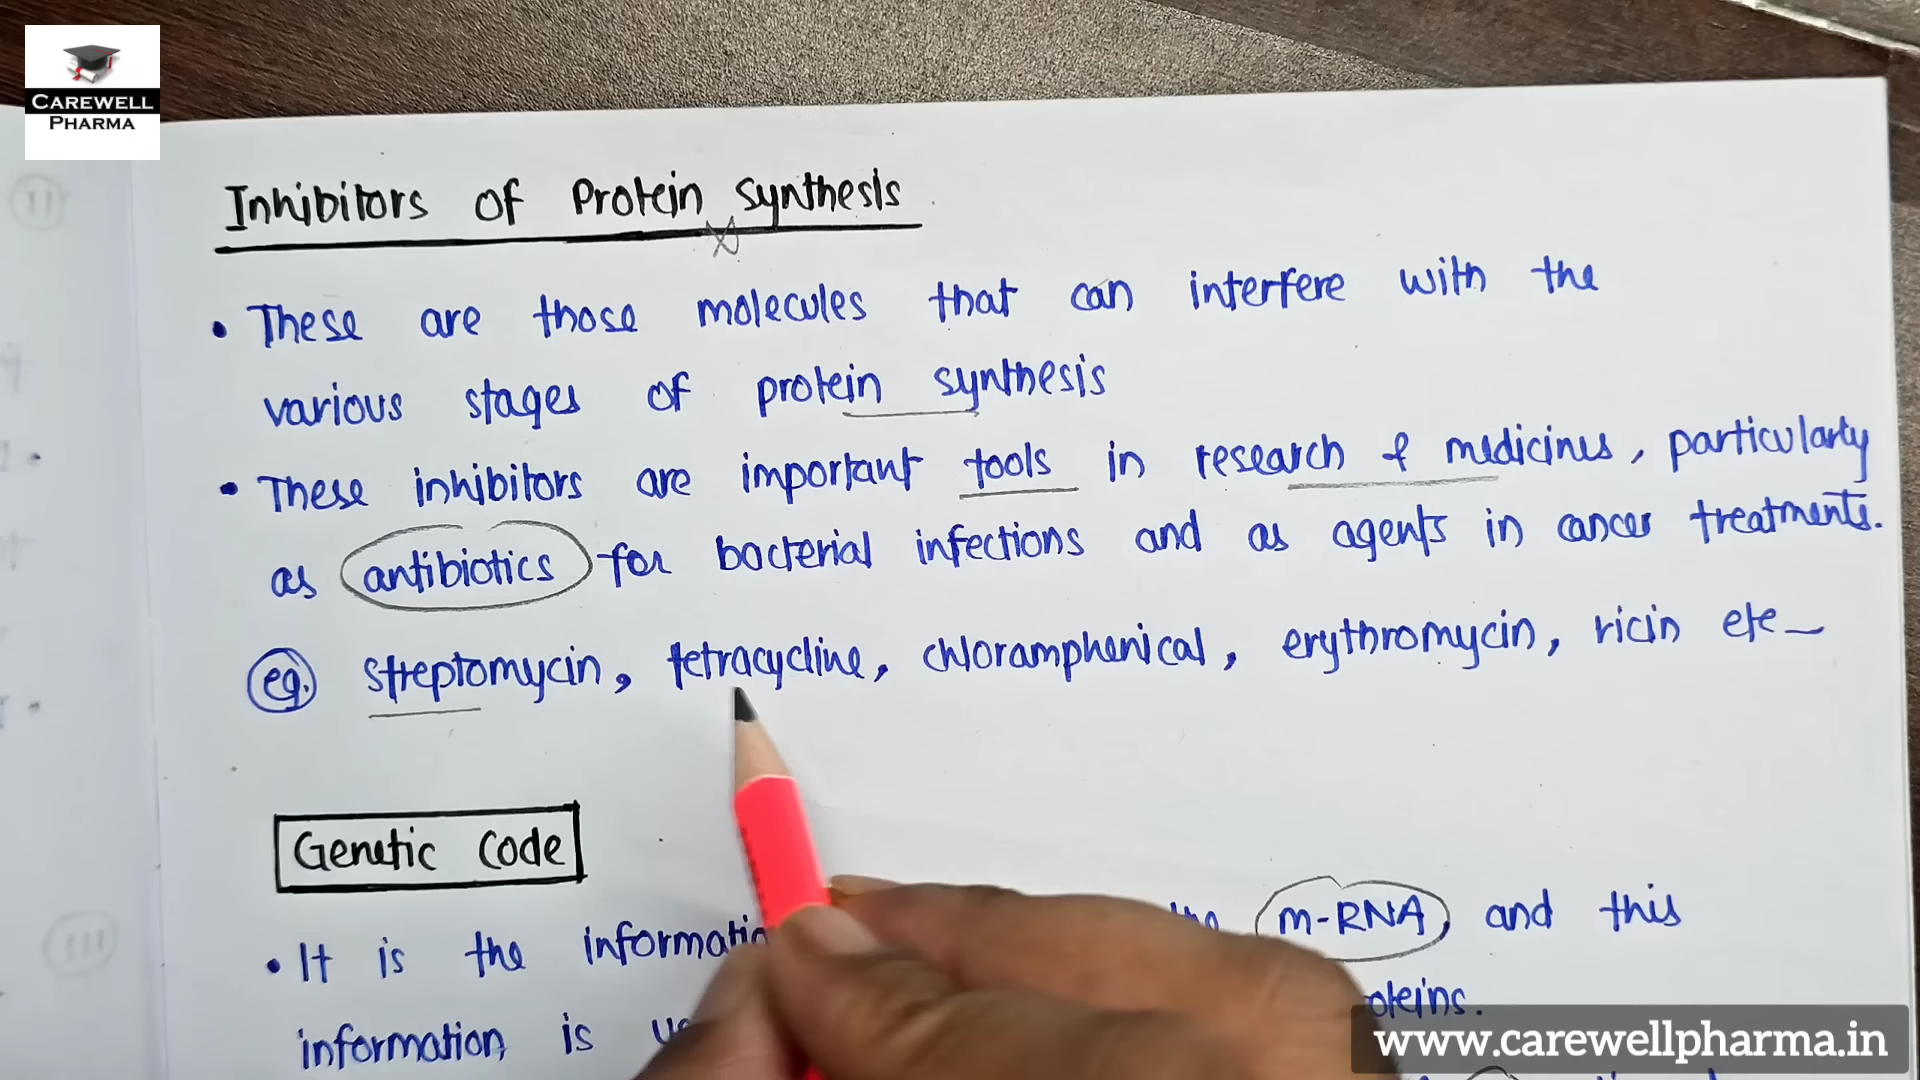 CAREWELL
PHARMA
Inhibitors of Protein Synthesis
• These are those molecules that can interfere with the
various stages of protein synthesis
• These inhibitors are important tools in research & medicines, particularly
as antibiotics for bacterial infections and as agents in cancer treatments.
eg. streptomycin, tetracycline, chloramphenical, erythromycin, ricin etc
Genetic Code
• It is the m-RNA and this
information is
www.carewellpharma.in